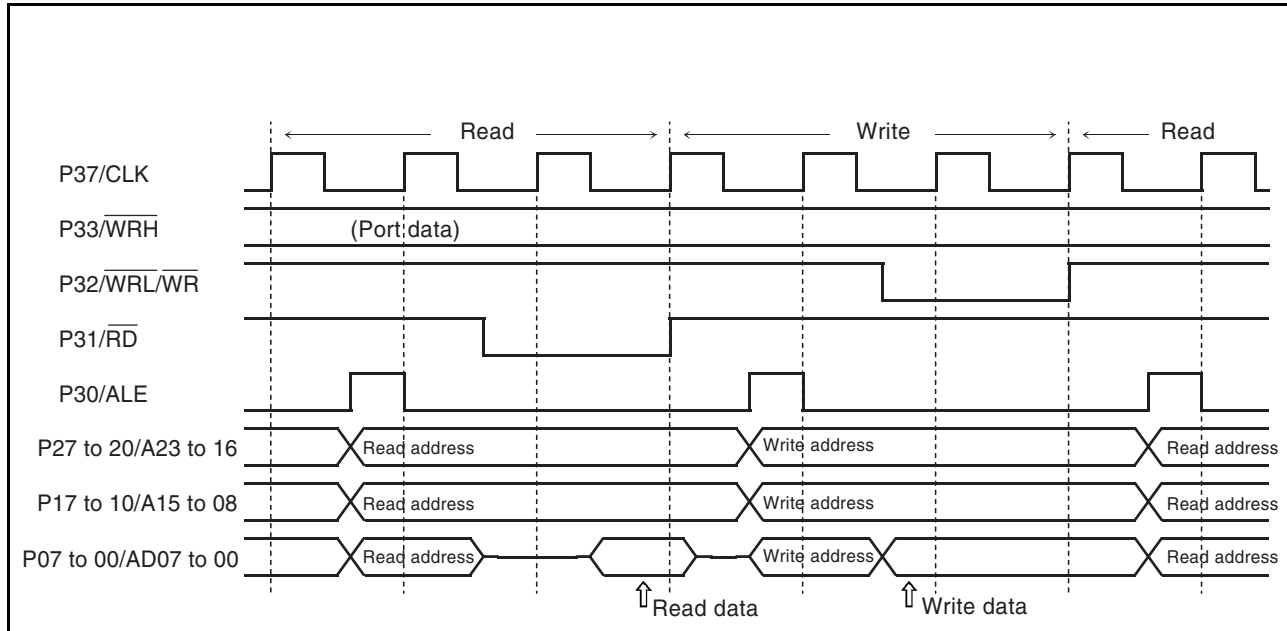 Read Write Read
P37/CLK
P33/WRH (Port data)
P32/WRL/WR
P31/RD
P30/ALE
P27 to 20/A23 to 16 Read address Write address Read address
P17 to 10/A15 to 08 Read address Write address Read address
P07 to 00/AD07 to 00 Read address Write address Read address
Read data Write data